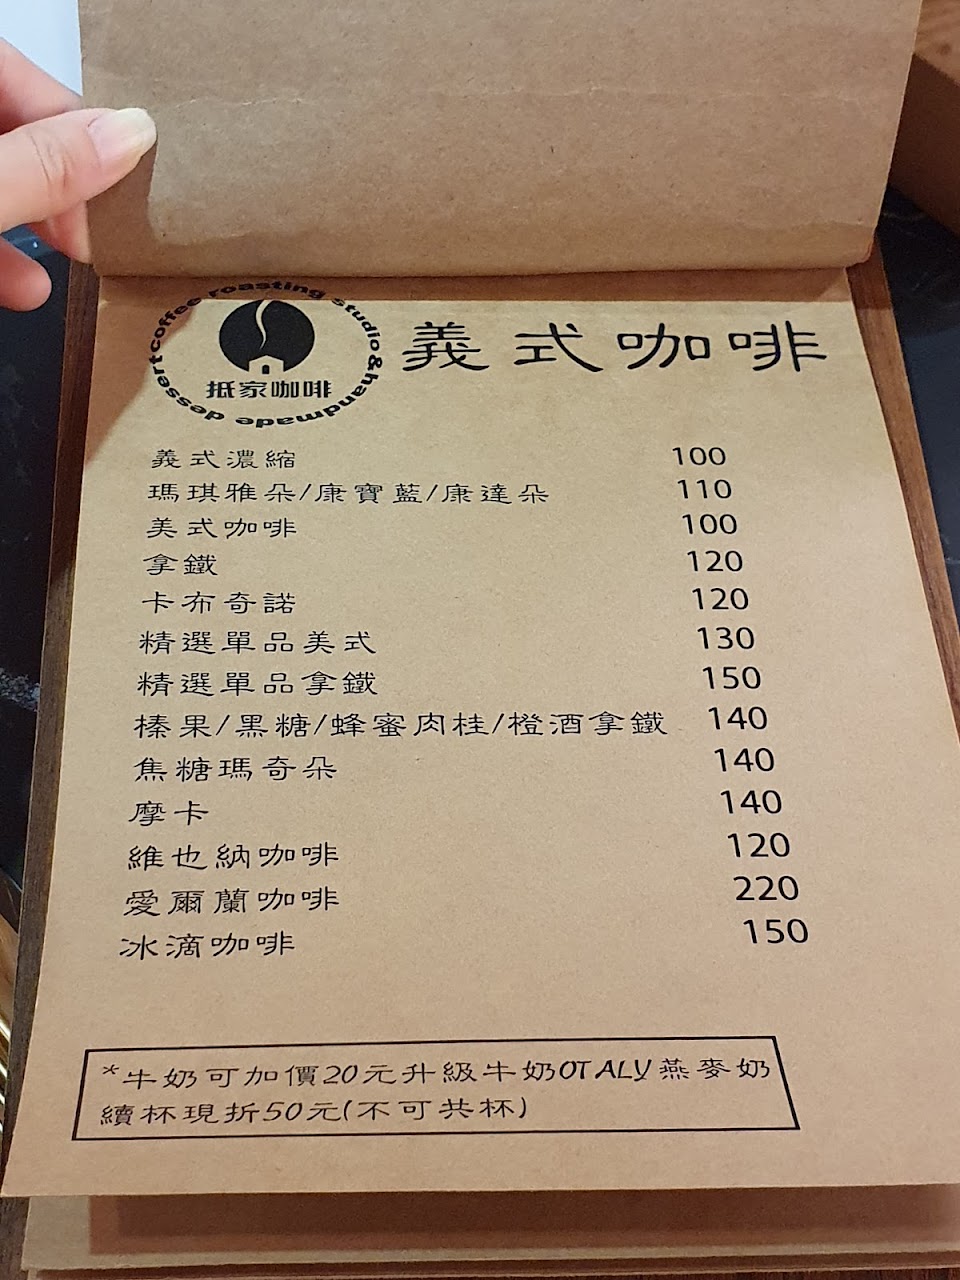 coffee roasting studio & handmade dessert
抵家咖啡
義式咖啡
義式濃縮 100
瑪琪雅朵/康寶藍/康達朵 110
美式咖啡 100
拿鐵 120
卡布奇諾 120
精選單品美式 130
精選單品拿鐵 150
榛果/黑糖/蜂蜜肉桂/橙酒拿鐵 140
焦糖瑪奇朵 140
摩卡 140
維也納咖啡 120
愛爾蘭咖啡 220
冰滴咖啡 150
*牛奶可加價20元升級牛奶OTALY燕麥奶
續杯現折50元(不可共杯)